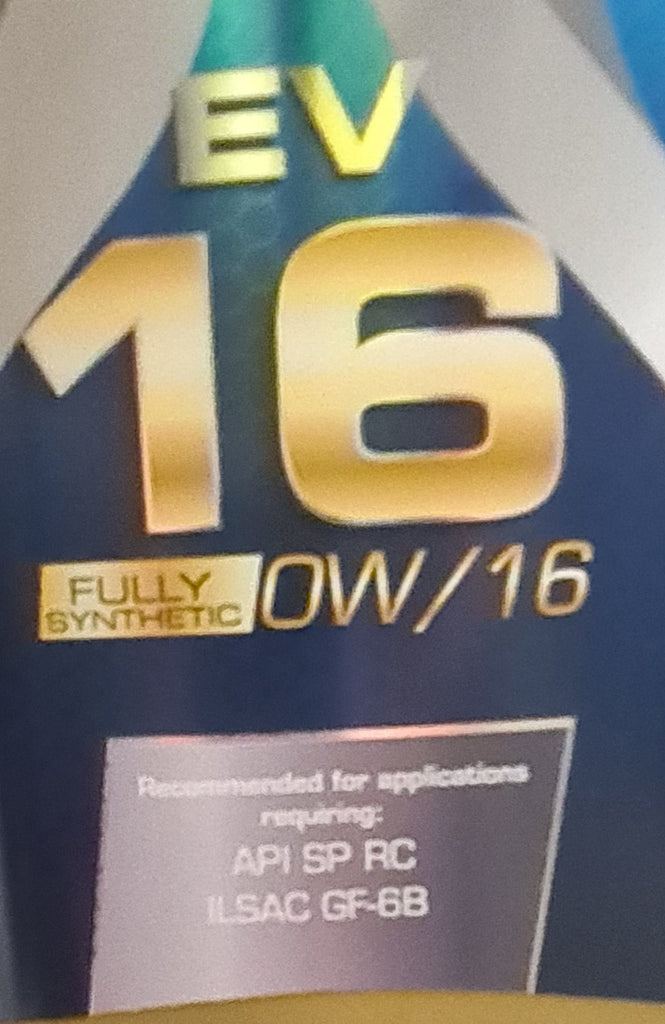 EV
16
FULLY
SYNTHETIC
0W/16
Recommended for applications
requiring:
API SP RC
ILSAC GF-6B